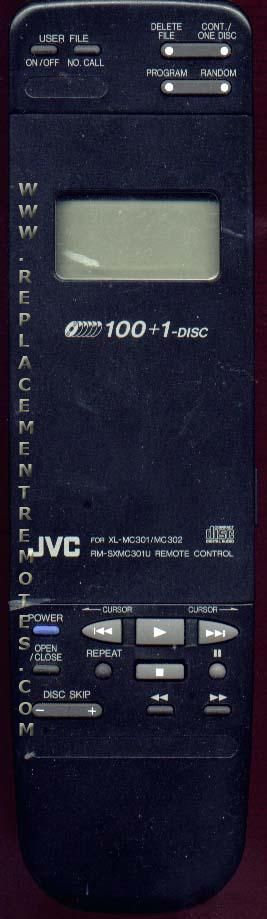 DELETE FILE
CONT./ ONE DISC
USER FILE
ON/OFF NO. CALL
PROGRAM RANDOM
WWW.REPLACEMENTREMOTES.COM
100+1-DISC
COMPACT disc DIGITAL AUDIO
JVC
FOR XL-MC301/MC302
RM-SXMC301U REMOTE CONTROL
POWER
CURSOR CURSOR
OPEN /CLOSE
REPEAT
DISC SKIP
− +